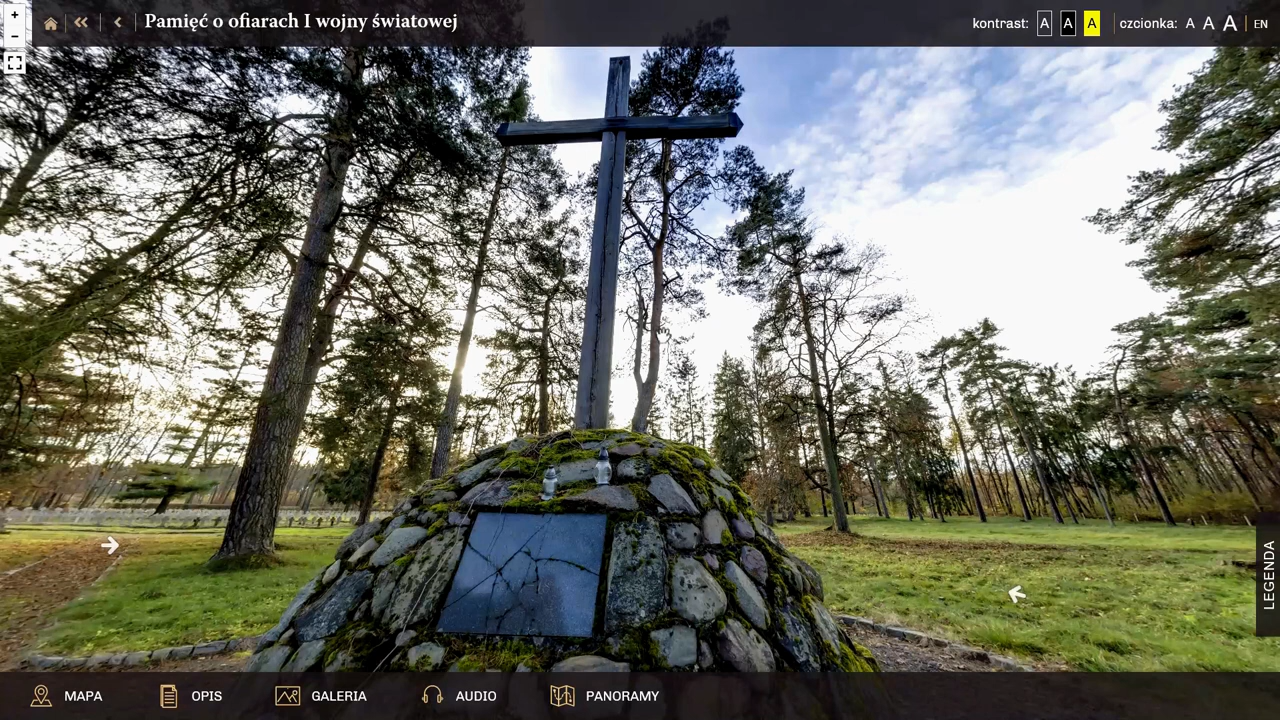 +
-
Pamięć o ofiarach I wojny światowej
kontrast: A A A czcionka: A A A EN
LEGENDA
MAPA OPIS GALERIA AUDIO PANORAMY